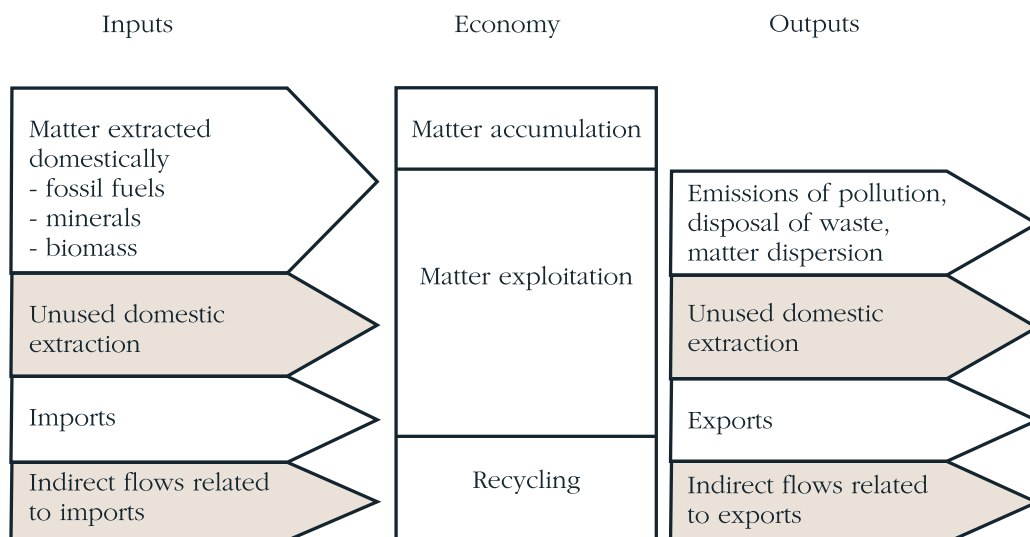 Inputs
Economy
Outputs
Matter extracted
domestically
- fossil fuels
- minerals
- biomass
Unused domestic
extraction
Imports
Indirect flows related
to imports
Matter accumulation
Matter exploitation
Recycling
Emissions of pollution,
disposal of waste,
matter dispersion
Unused domestic
extraction
Exports
Indirect flows related
to exports